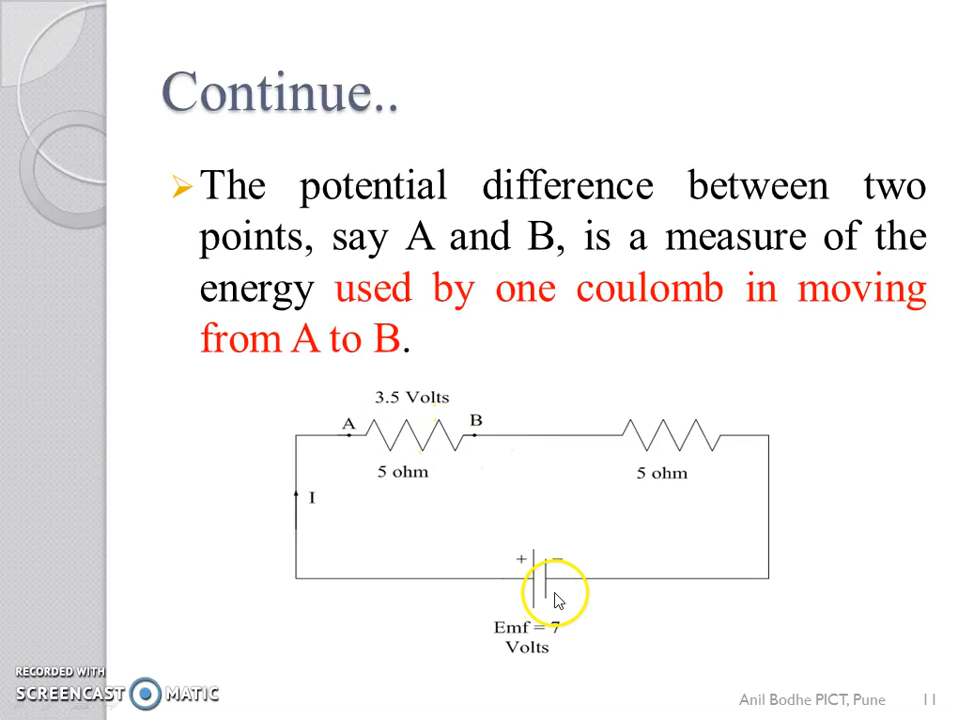 Continue..
The potential difference between two
points, say A and B, is a measure of the
energy used by one coulomb in moving
from A to B.
3.5 Volts
A
B
5 ohm
5 ohm
I
+
−
Emf = 7
Volts
RECORDED WITH
SCREENCAST MATIC
Anil Bodhe PICT, Pune 11